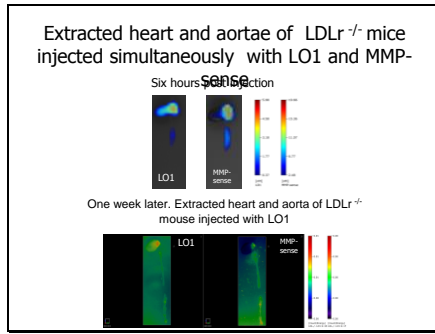 Extracted heart and aortae of LDLr -/- mice
injected simultaneously with LO1 and MMP-
sense
Six hours post injection
LO1
MMP-
sense
One week later. Extracted heart and aorta of LDLr -/-
mouse injected with LO1
LO1
MMP-
sense